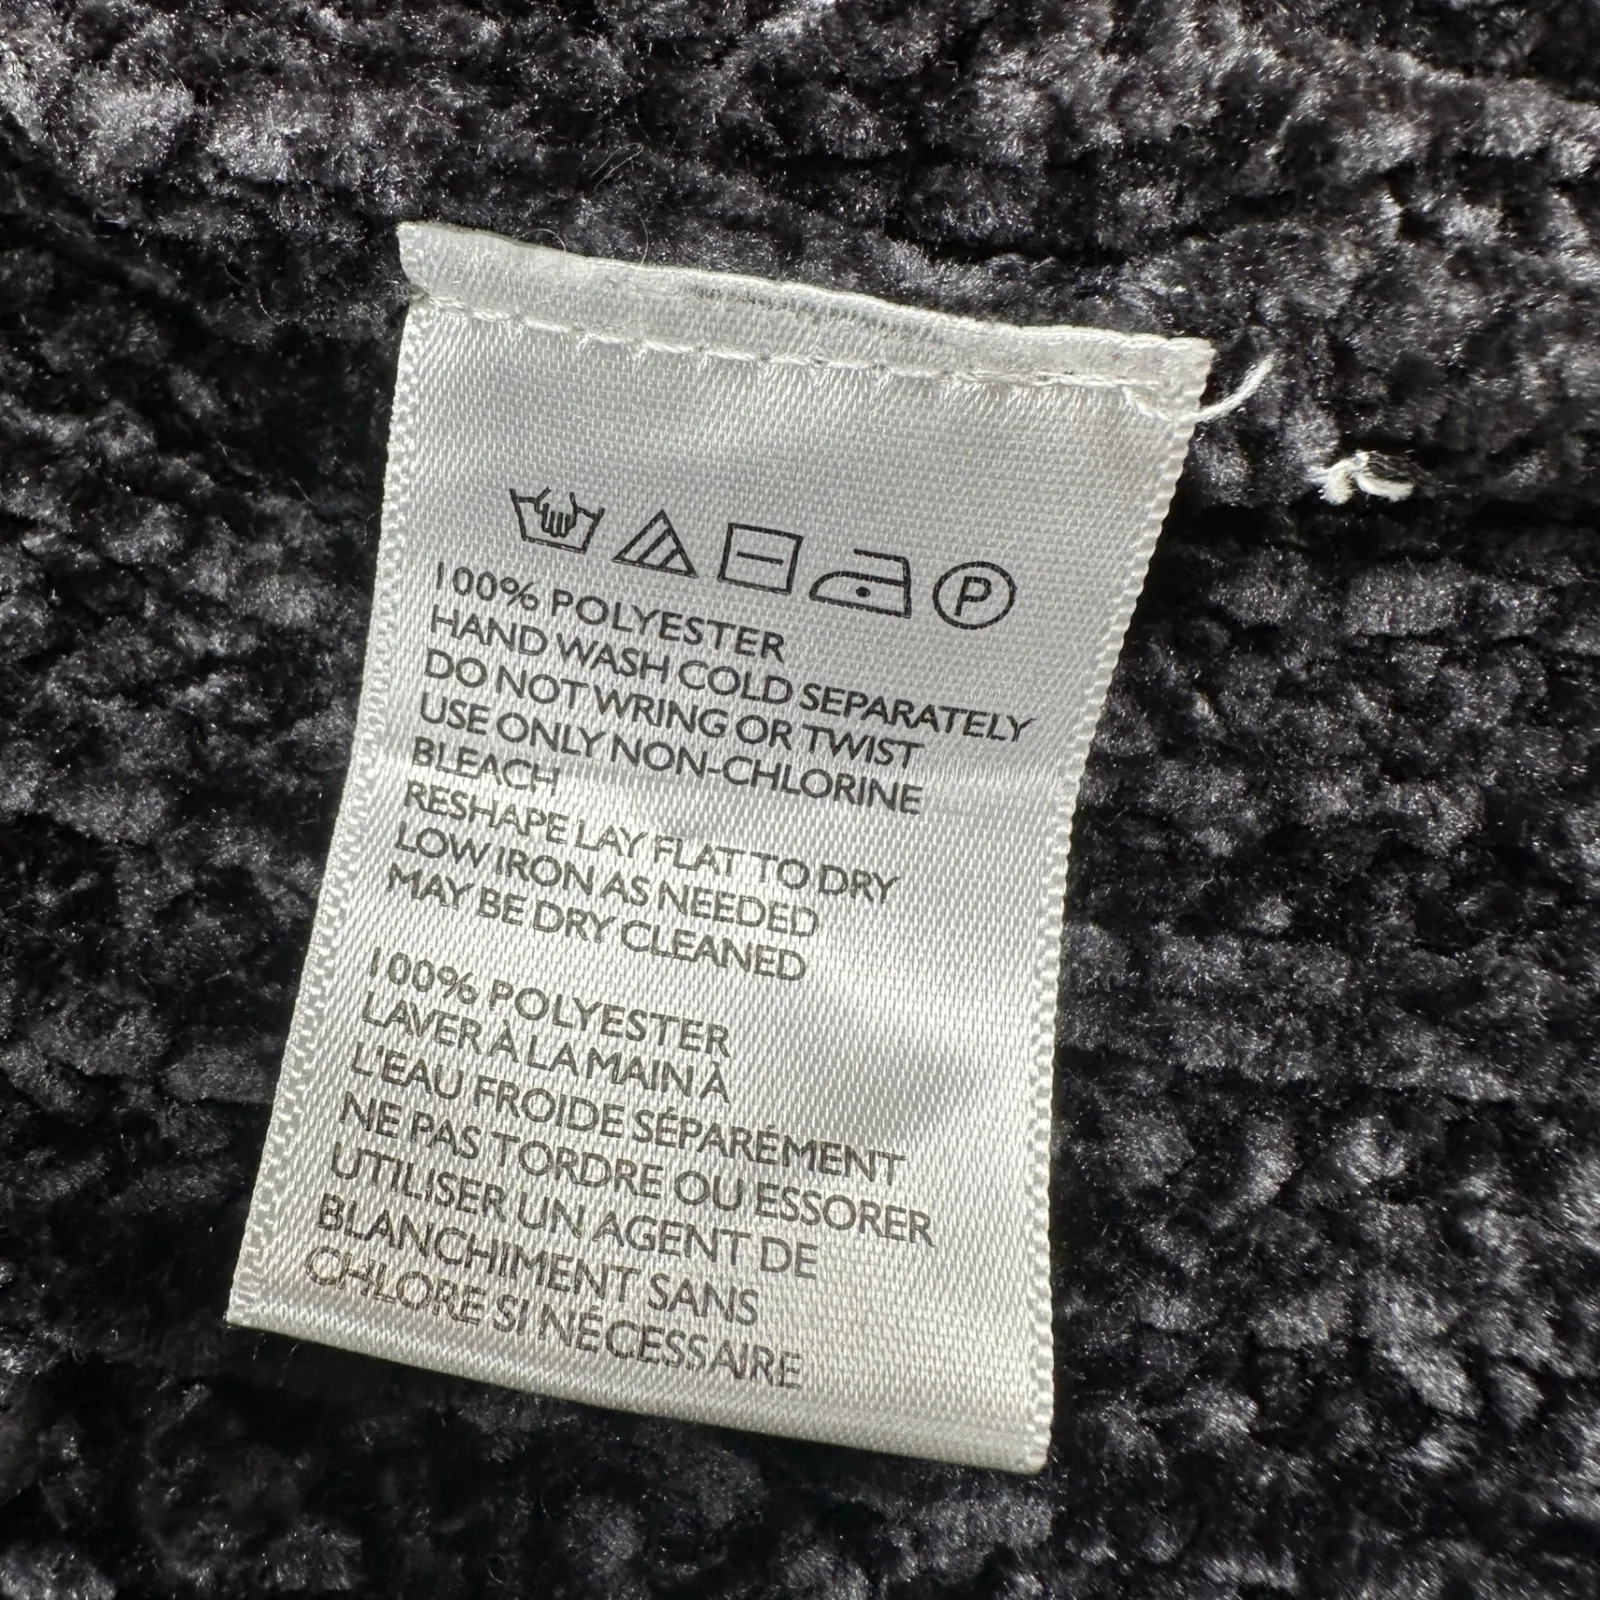 P
100% POLYESTER
HAND WASH COLD SEPARATELY
DO NOT WRING OR TWIST
USE ONLY NON-CHLORINE
BLEACH
RESHAPE LAY FLAT TO DRY
LOW IRON AS NEEDED
MAY BE DRY CLEANED
100% POLYESTER
LAVER À LA MAIN À
L'EAU FROIDE SÉPARÉMENT
NE PAS TORDRE OU ESSORER
UTILISER UN AGENT DE
BLANCHIMENT SANS
CHLORE SI NÉCESSAIRE